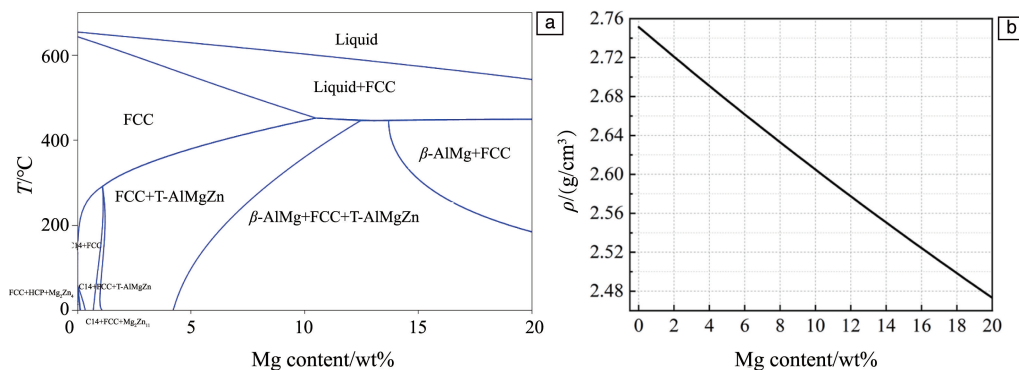 a
600
400
200
0
T/°C
Liquid
Liquid+FCC
FCC
β-AlMg+FCC
FCC+T-AlMgZn
β-AlMg+FCC+T-AlMgZn
C14+FCC
C14+FCC+T-AlMgZn
FCC+HCP+Mg₂Zn
C14+FCC+Mg₂Zn₁₁
0 5 10 15 20
Mg content/wt%
b
2.76
2.72
2.68
2.64
2.60
2.56
2.52
2.48
ρ/(g/cm³)
0 2 4 6 8 10 12 14 16 18 20
Mg content/wt%